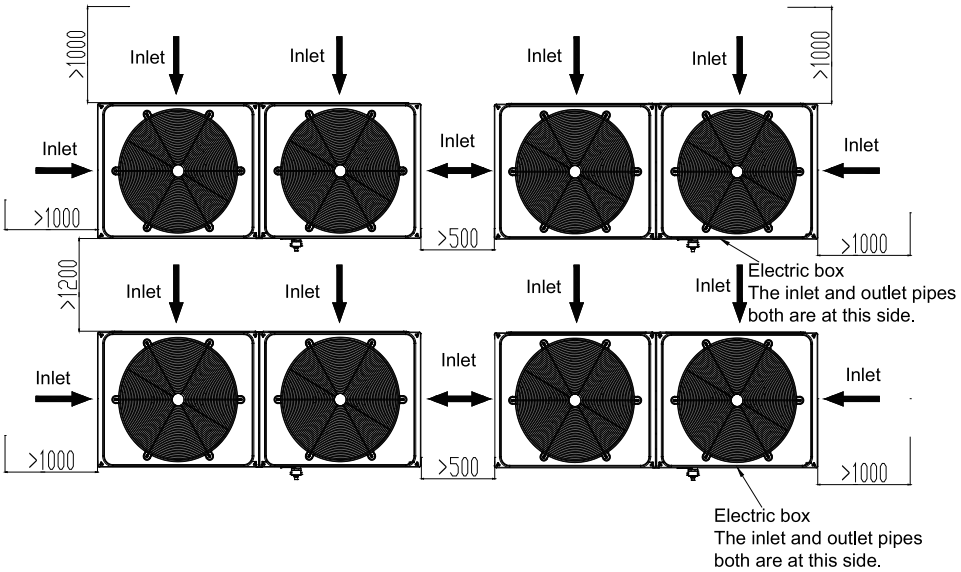 >1000
>1000
Inlet
Inlet
Inlet
Inlet
Inlet
Inlet
Inlet
>1000
>500
>1000
>1200
Electric box
The inlet and outlet pipes
both are at this side.
Inlet
Inlet
Inlet
Inlet
Inlet
Inlet
Inlet
>1000
>500
>1000
Electric box
The inlet and outlet pipes
both are at this side.